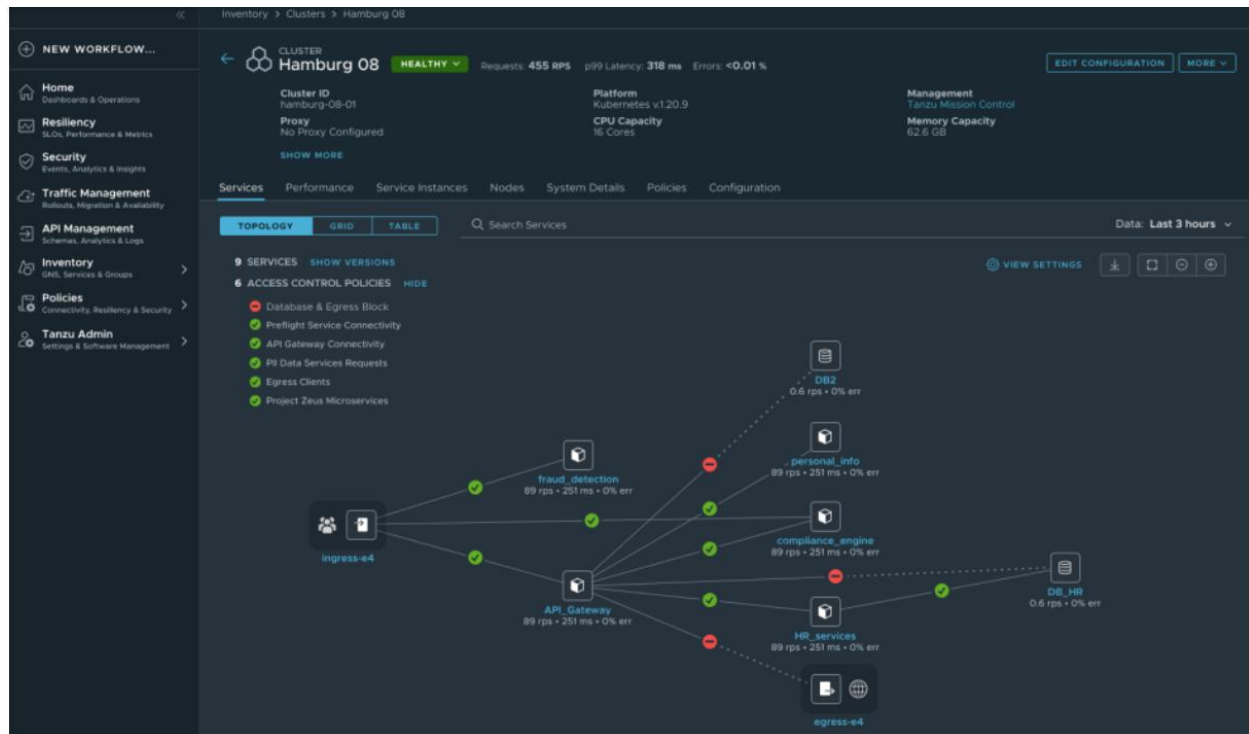 Inventory > Clusters > Hamburg 08
NEW WORKFLOW...
Home
Dashboards & Operations
Resiliency
SLOs, Performance & Metrics
Security
Events, Analytics & Insights
Traffic Management
Rollouts, Migration & Availability
API Management
Schemas, Analytics & Logs
Inventory
GNS, Services & Groups
Policies
Connectivity, Resiliency & Security
Tanzu Admin
Settings & Software Management
CLUSTER
Hamburg 08
HEALTHY
Requests: 455 RPS p99 Latency: 318 ms Errors: <0.01 %
EDIT CONFIGURATION
MORE
Cluster ID
hamburg-08-01
Platform
Kubernetes v.1.20.9
Management
Tanzu Mission Control
Proxy
No Proxy Configured
CPU Capacity
16 Cores
Memory Capacity
62.6 GB
SHOW MORE
Services Performance Service Instances Nodes System Details Policies Configuration
TOPOLOGY GRID TABLE
Search Services
Data: Last 3 hours
9 SERVICES SHOW VERSIONS
VIEW SETTINGS
6 ACCESS CONTROL POLICIES HIDE
Database & Egress Block
Preflight Service Connectivity
API Gateway Connectivity
PII Data Services Requests
Egress Clients
Project Zeus Microservices
DB2
0.6 rps • 0% err
personal_info
89 rps • 251 ms • 0% err
fraud_detection
89 rps • 251 ms • 0% err
compliance_engine
89 rps • 251 ms • 0% err
ingress-e4
DB_HR
0.6 rps • 0% err
API_Gateway
89 rps • 251 ms • 0% err
HR_services
89 rps • 251 ms • 0% err
egress-e4